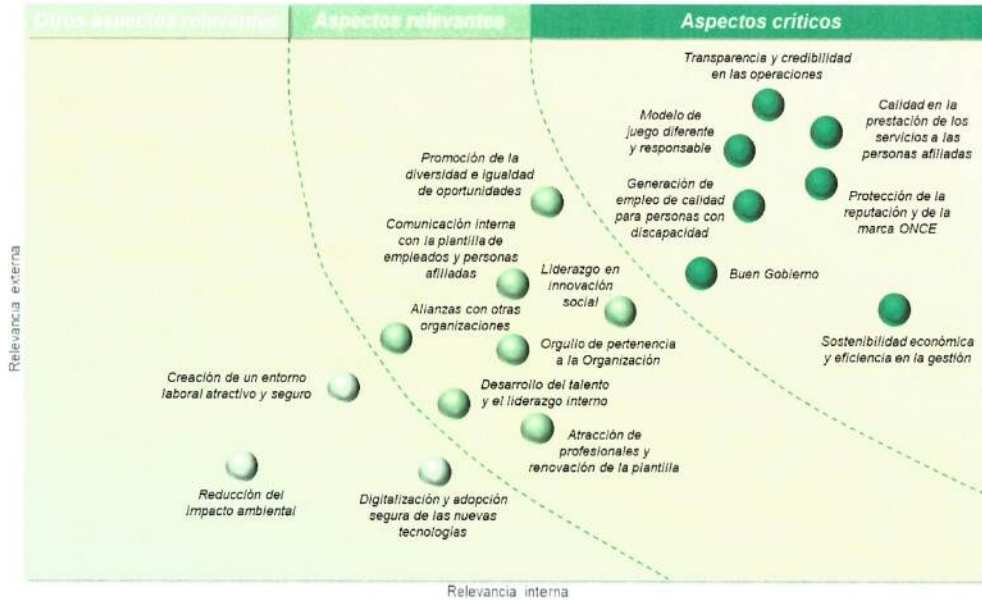 Otros aspectos relevantes
Aspectos relevantes
Aspectos críticos
Transparencia y credibilidad
en las operaciones
Modelo de
juego diferente
y responsable
Calidad en la
prestación de los
servicios a las
personas afiliadas
Promoción de la
diversidad e igualdad
de oportunidades
Generación de
empleo de calidad
para personas con
discapacidad
Protección de la
reputación y de la
marca ONCE
Comunicación interna
con la plantilla de
empleados y personas
afiliadas
Liderazgo en
innovación
social
Buen Gobierno
Alianzas con otras
organizaciones
Orgullo de pertenencia
a la Organización
Sostenibilidad económica
y eficiencia en la gestión
Creación de un entorno
laboral atractivo y seguro
Desarrollo del talento
y el liderazgo interno
Atracción de
profesionales y
renovación de la plantilla
Reducción del
impacto ambiental
Digitalización y adopción
segura de las nuevas
tecnologías
Relevancia externa
Relevancia interna